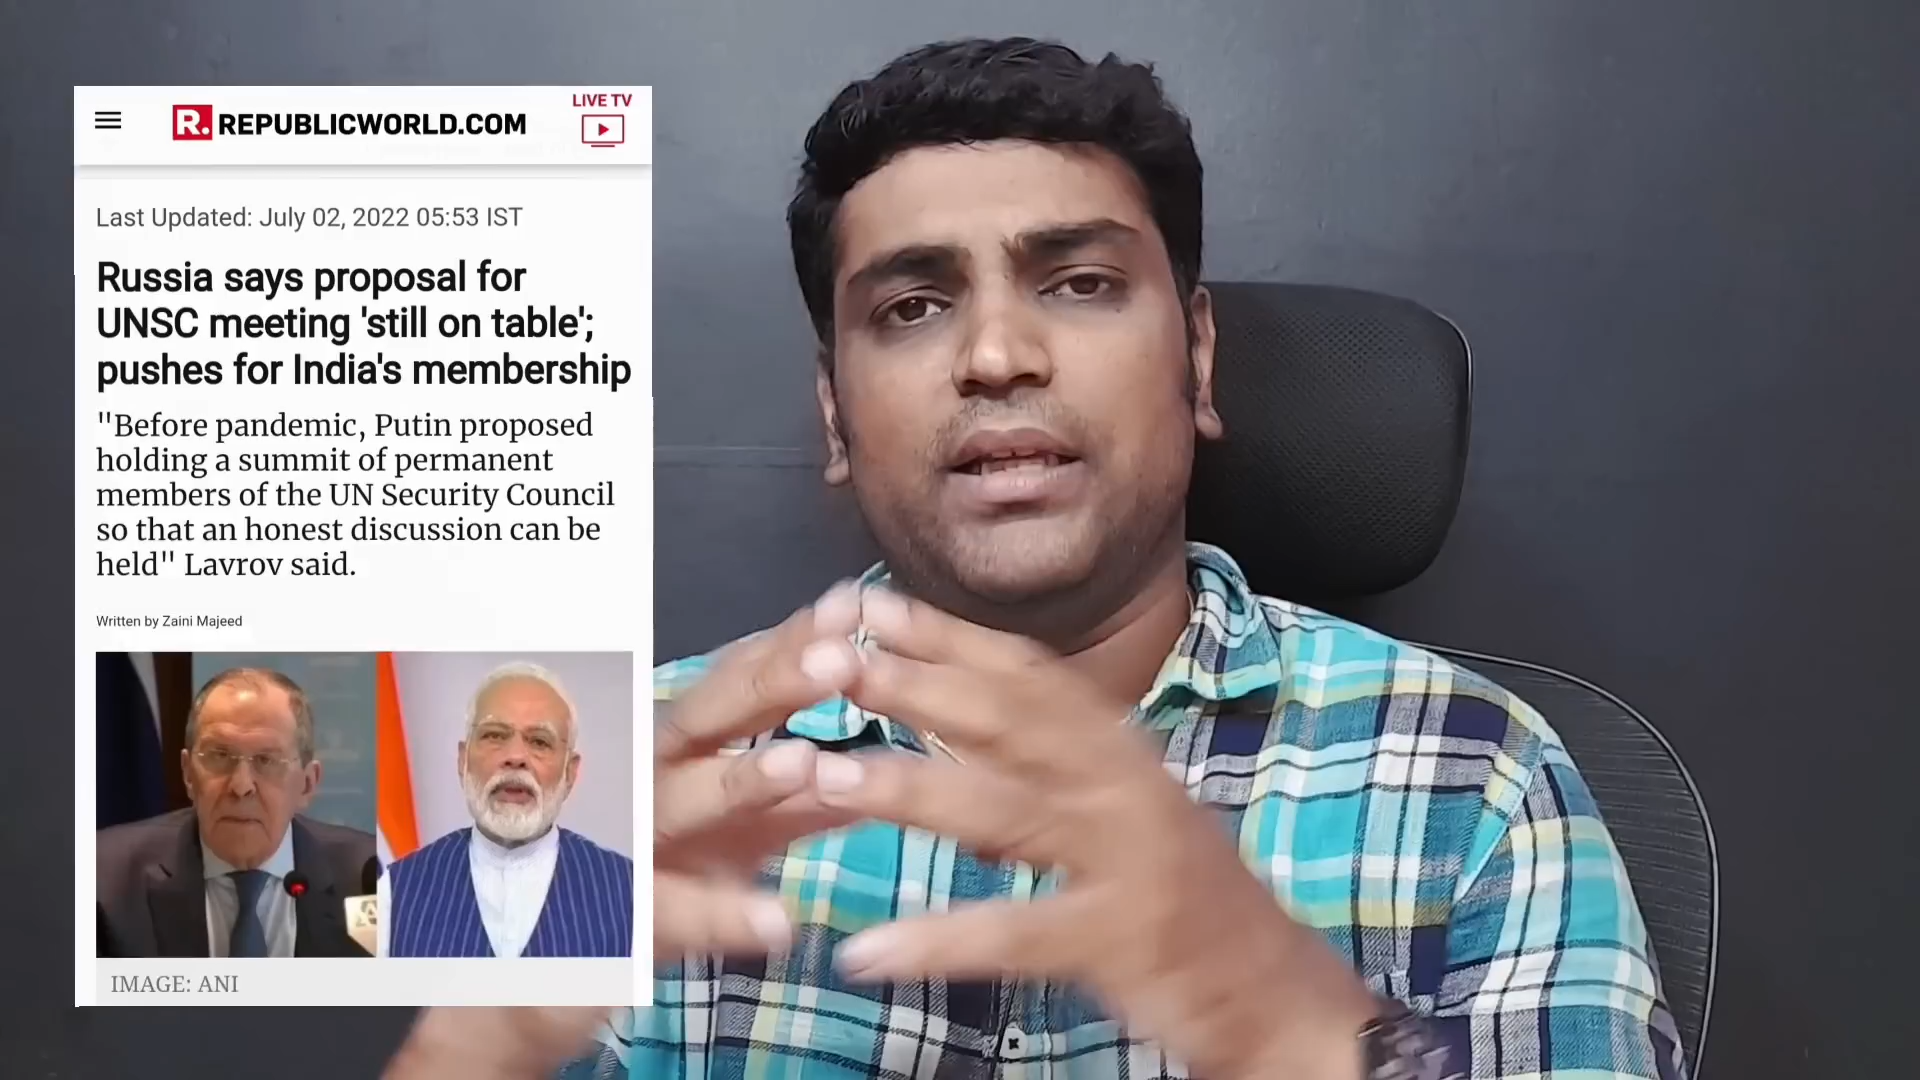 LIVE TV
R. REPUBLICWORLD.COM
Last Updated: July 02, 2022 05:53 IST
Russia says proposal for
UNSC meeting 'still on table';
pushes for India's membership
"Before pandemic, Putin proposed
holding a summit of permanent
members of the UN Security Council
so that an honest discussion can be
held" Lavrov said.
Written by Zaini Majeed
IMAGE: ANI